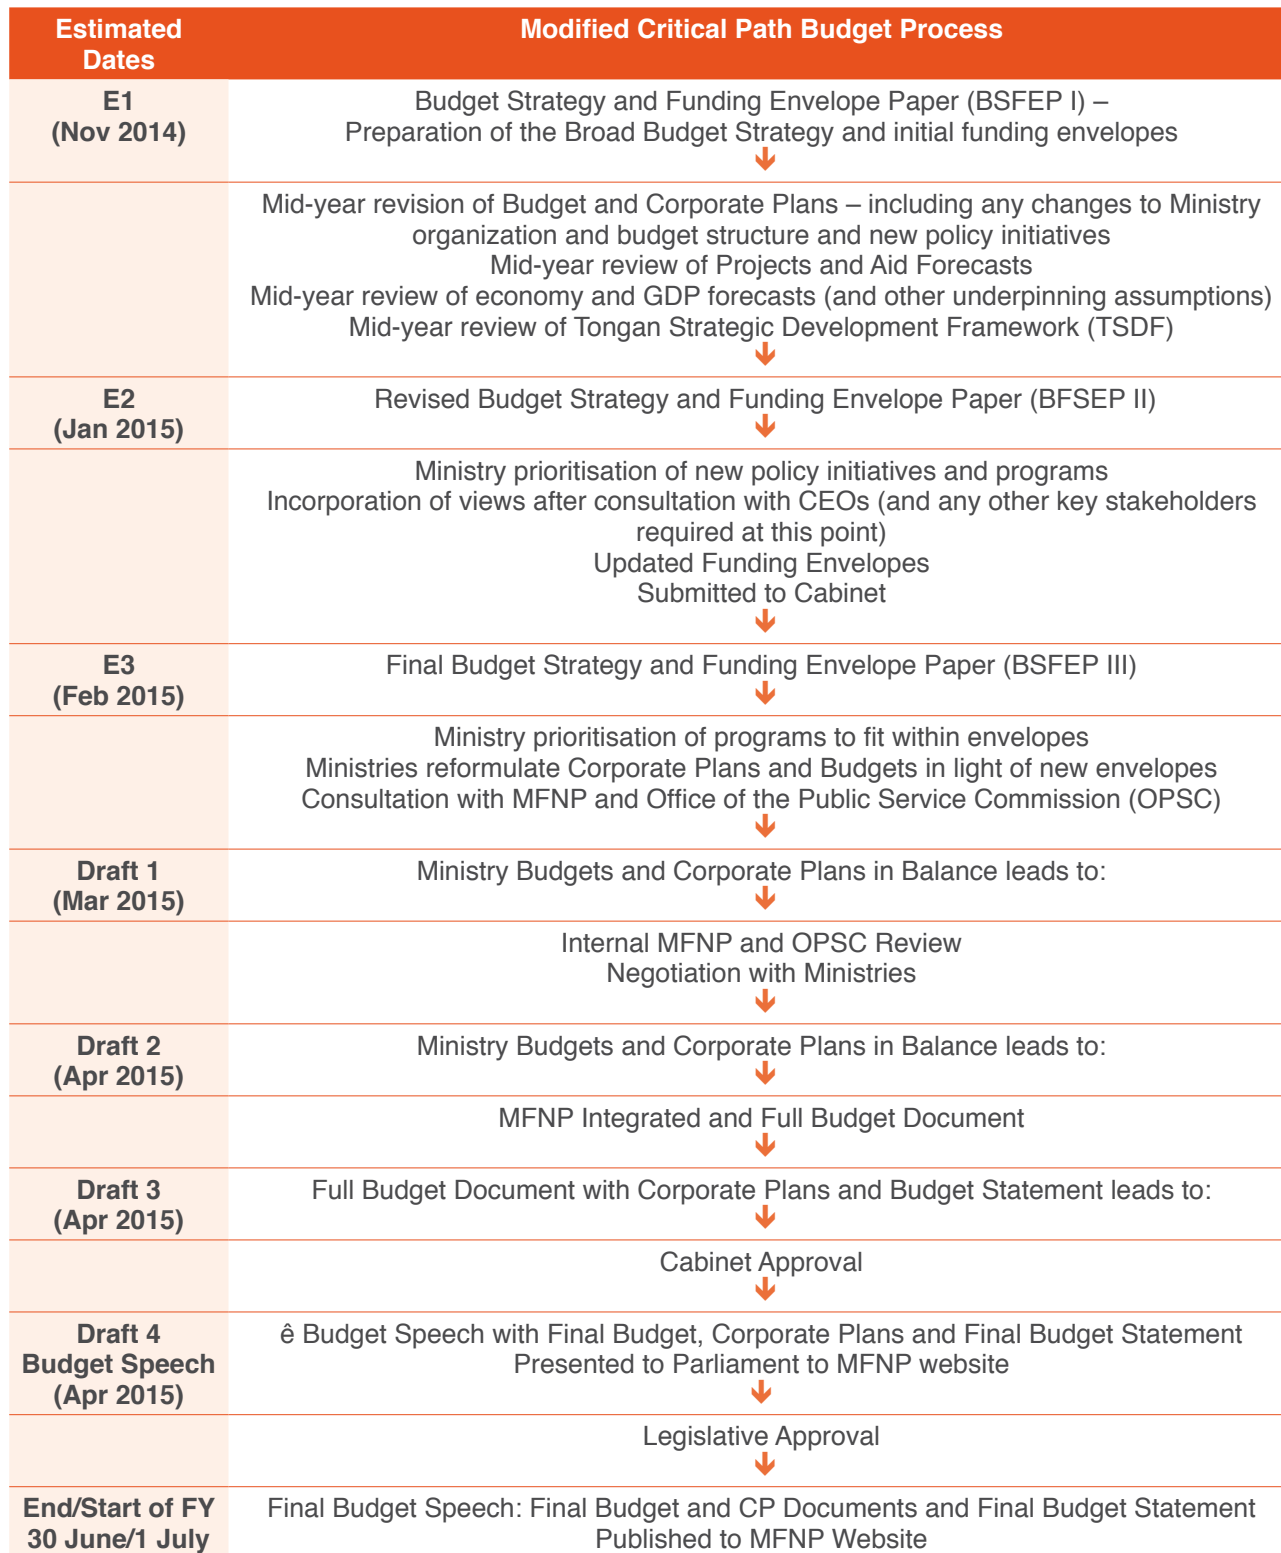 Estimated
Dates
Modified Critical Path Budget Process
E1
(Nov 2014)
Budget Strategy and Funding Envelope Paper (BSFEP I) –
Preparation of the Broad Budget Strategy and initial funding envelopes
Mid-year revision of Budget and Corporate Plans – including any changes to Ministry
organization and budget structure and new policy initiatives
Mid-year review of Projects and Aid Forecasts
Mid-year review of economy and GDP forecasts (and other underpinning assumptions)
Mid-year review of Tongan Strategic Development Framework (TSDF)
E2
(Jan 2015)
Revised Budget Strategy and Funding Envelope Paper (BFSEP II)
Ministry prioritisation of new policy initiatives and programs
Incorporation of views after consultation with CEOs (and any other key stakeholders
required at this point)
Updated Funding Envelopes
Submitted to Cabinet
E3
(Feb 2015)
Final Budget Strategy and Funding Envelope Paper (BSFEP III)
Ministry prioritisation of programs to fit within envelopes
Ministries reformulate Corporate Plans and Budgets in light of new envelopes
Consultation with MFNP and Office of the Public Service Commission (OPSC)
Draft 1
(Mar 2015)
Ministry Budgets and Corporate Plans in Balance leads to:
Internal MFNP and OPSC Review
Negotiation with Ministries
Draft 2
(Apr 2015)
Ministry Budgets and Corporate Plans in Balance leads to:
MFNP Integrated and Full Budget Document
Draft 3
(Apr 2015)
Full Budget Document with Corporate Plans and Budget Statement leads to:
Cabinet Approval
Draft 4
Budget Speech
(Apr 2015)
ê Budget Speech with Final Budget, Corporate Plans and Final Budget Statement
Presented to Parliament to MFNP website
Legislative Approval
End/Start of FY
30 June/1 July
Final Budget Speech: Final Budget and CP Documents and Final Budget Statement
Published to MFNP Website